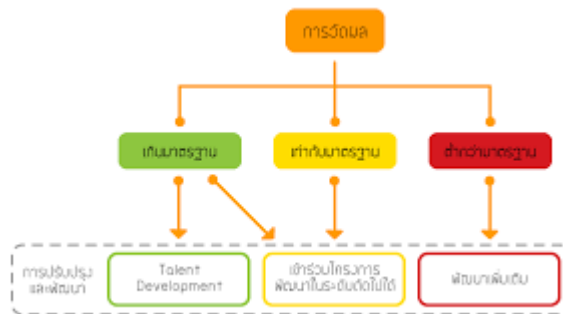 การวัดผล
เกินมาตรฐาน
เท่ากับมาตรฐาน
ต่ำกว่ามาตรฐาน
การปรับปรุง
และพัฒนา
Talent
Development
เข้าร่วมโครงการ
พัฒนาในระดับถัดไปได้
พัฒนาเพิ่มเติม